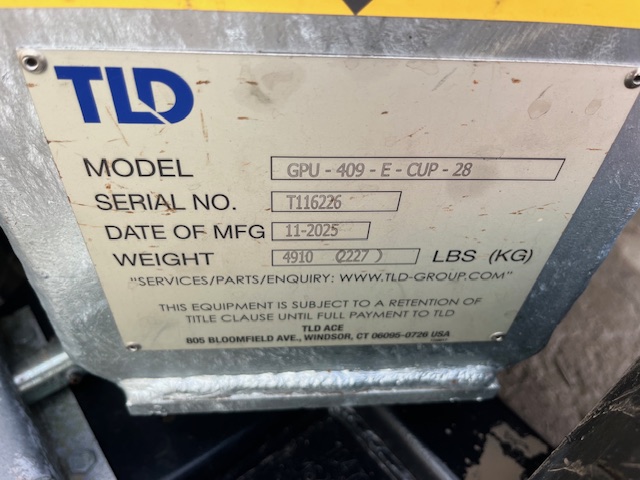 TLD
MODEL GPU - 409 - E - CUP - 28
SERIAL NO. T116226
DATE OF MFG 11-2025
WEIGHT 4910 (2227) LBS (KG)
"SERVICES/PARTS/ENQUIRY: WWW.TLD-GROUP.COM"
THIS EQUIPMENT IS SUBJECT TO A RETENTION OF
TITLE CLAUSE UNTIL FULL PAYMENT TO TLD
TLD ACE
805 BLOOMFIELD AVE., WINDSOR, CT 06095-0726 USA